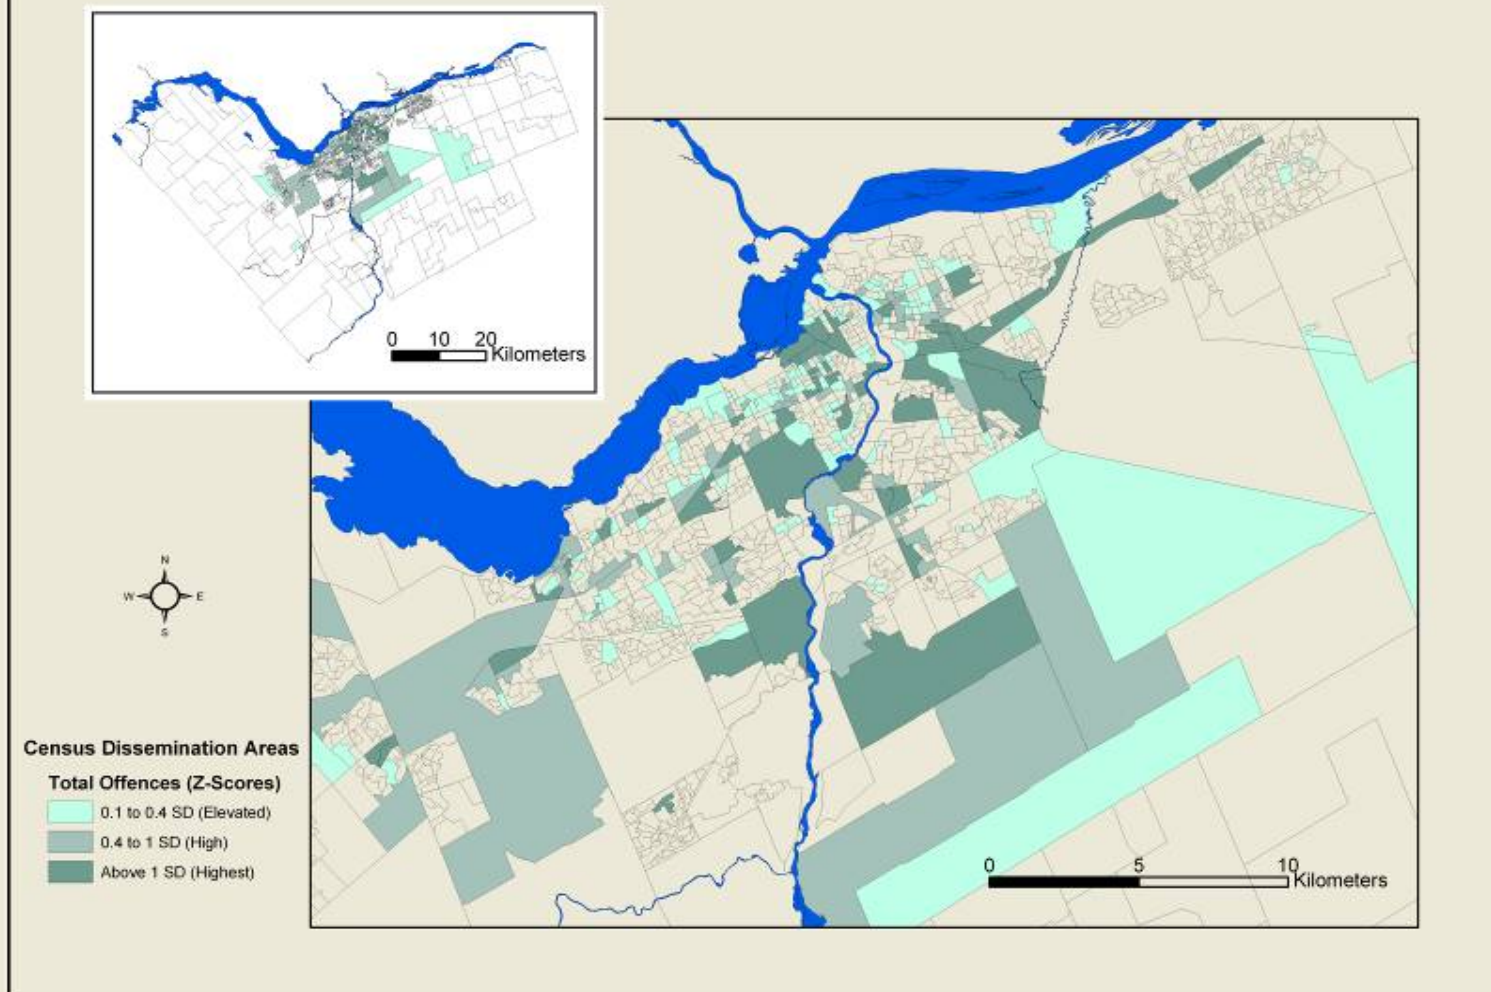 0 10 20
Kilometers
N
W E
S
Census Dissemination Areas
Total Offences (Z-Scores)
0.1 to 0.4 SD (Elevated)
0.4 to 1 SD (High)
Above 1 SD (Highest)
0 5 10
Kilometers